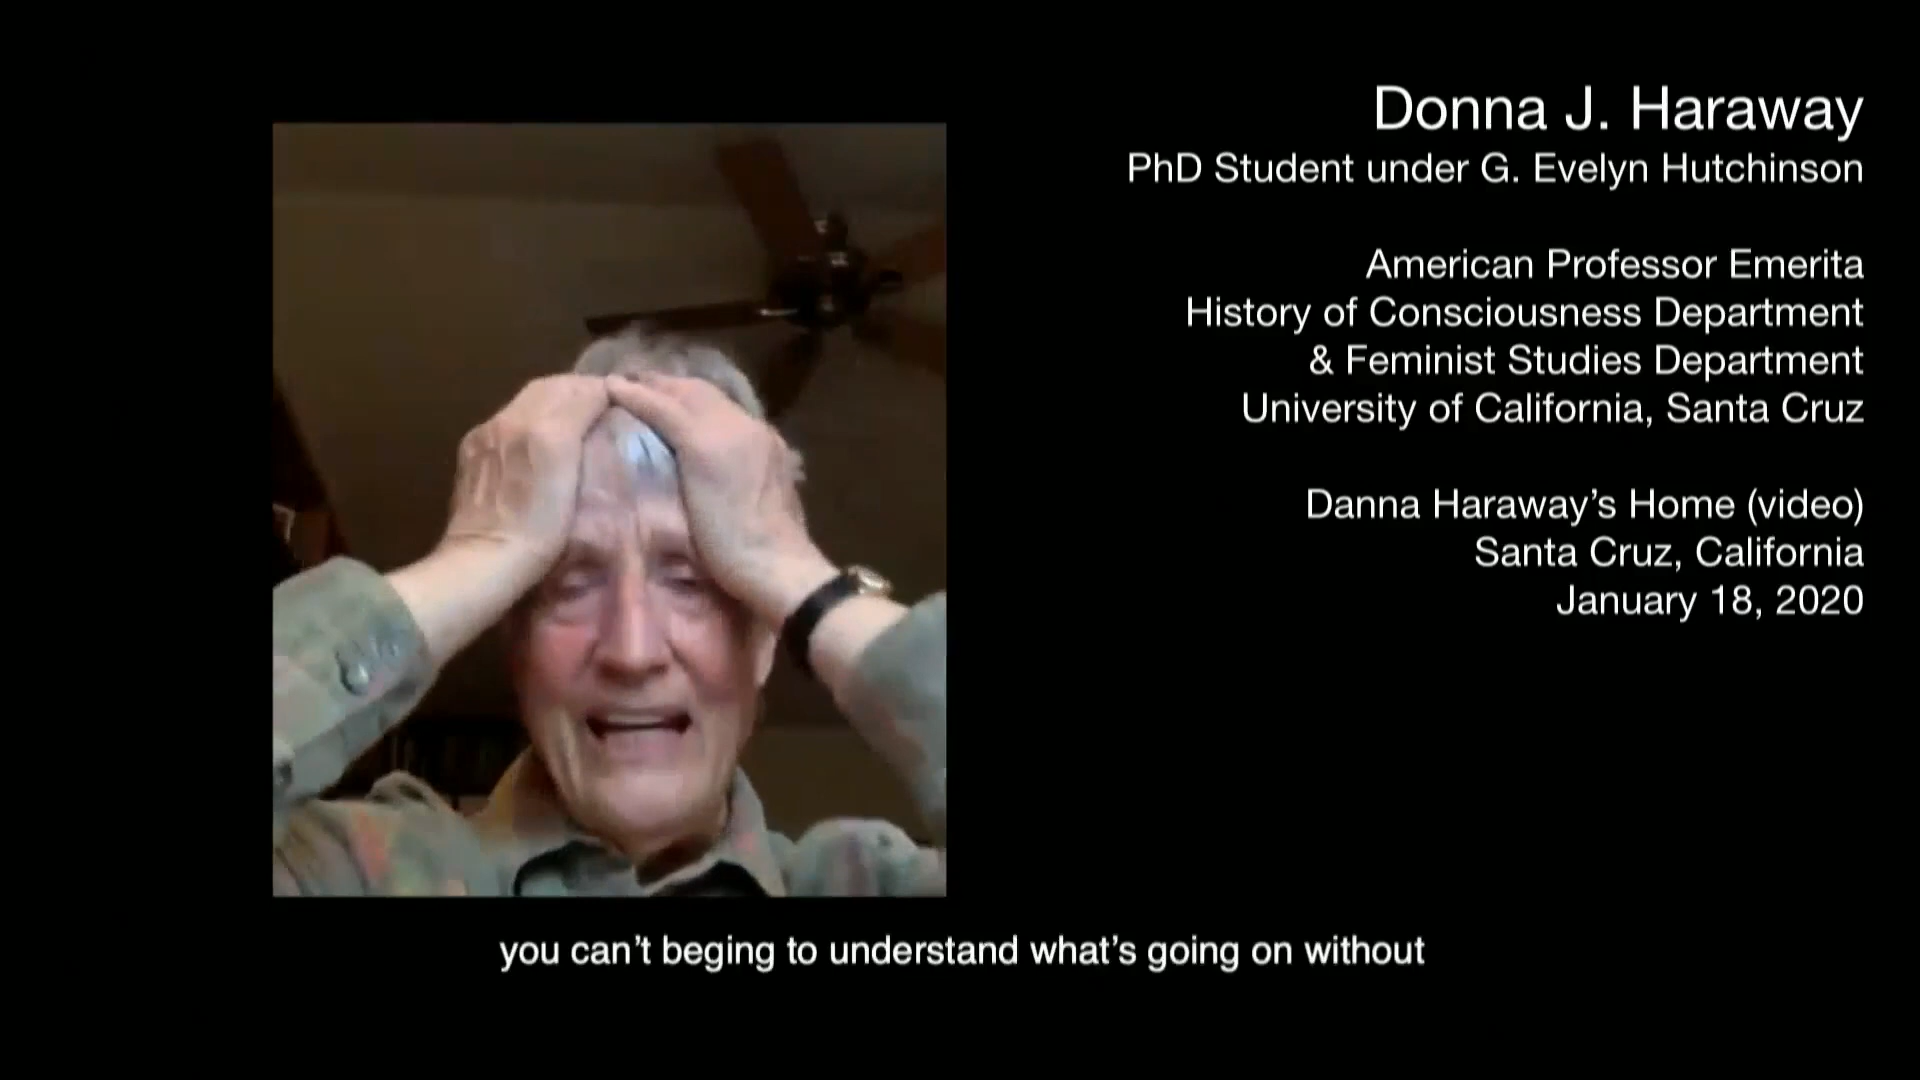 Donna J. Haraway
PhD Student under G. Evelyn Hutchinson
American Professor Emerita
History of Consciousness Department
& Feminist Studies Department
University of California, Santa Cruz
Danna Haraway’s Home (video)
Santa Cruz, California
January 18, 2020
you can’t beging to understand what’s going on without